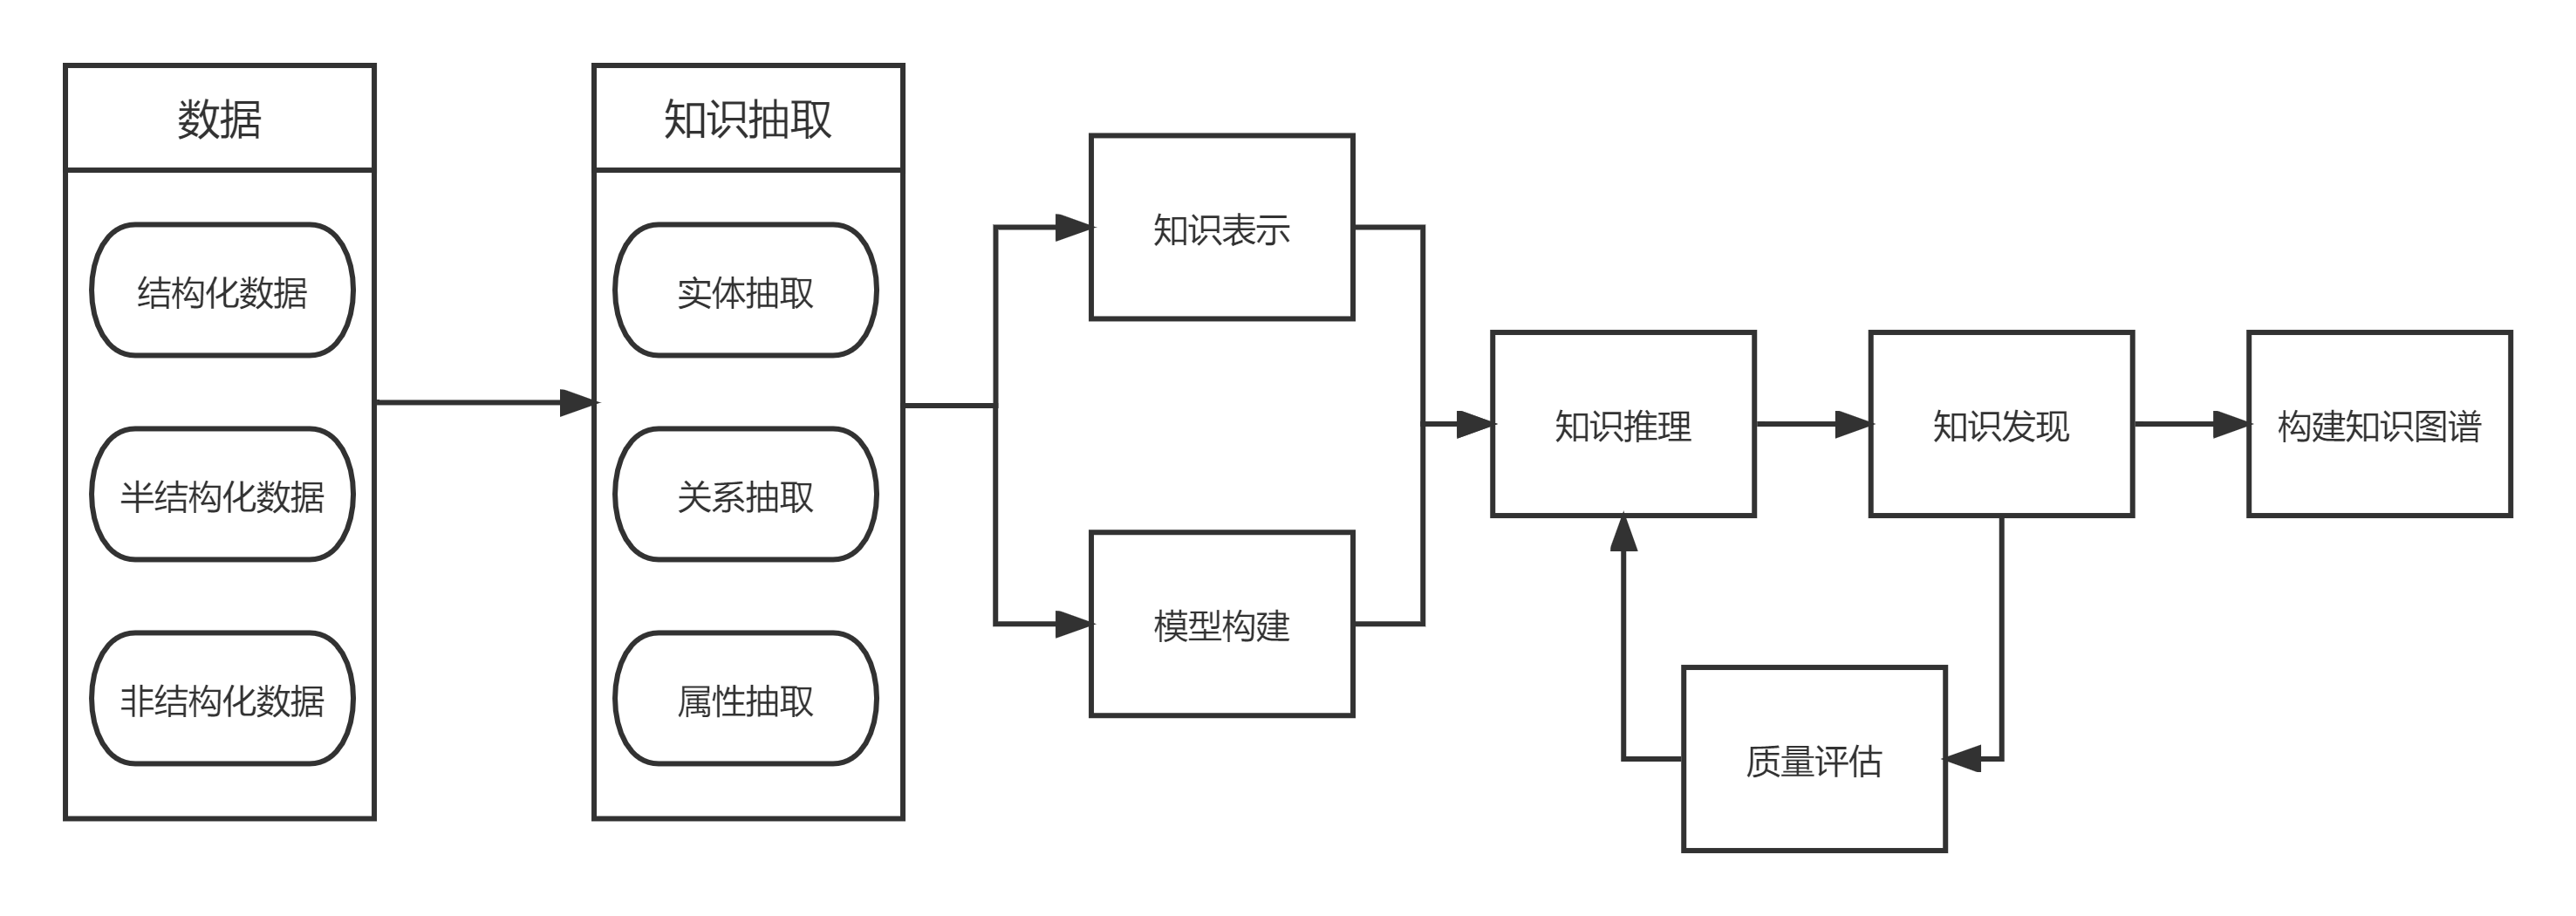 数据
结构化数据
半结构化数据
非结构化数据
知识抽取
实体抽取
关系抽取
属性抽取
知识表示
模型构建
知识推理
知识发现
构建知识图谱
质量评估